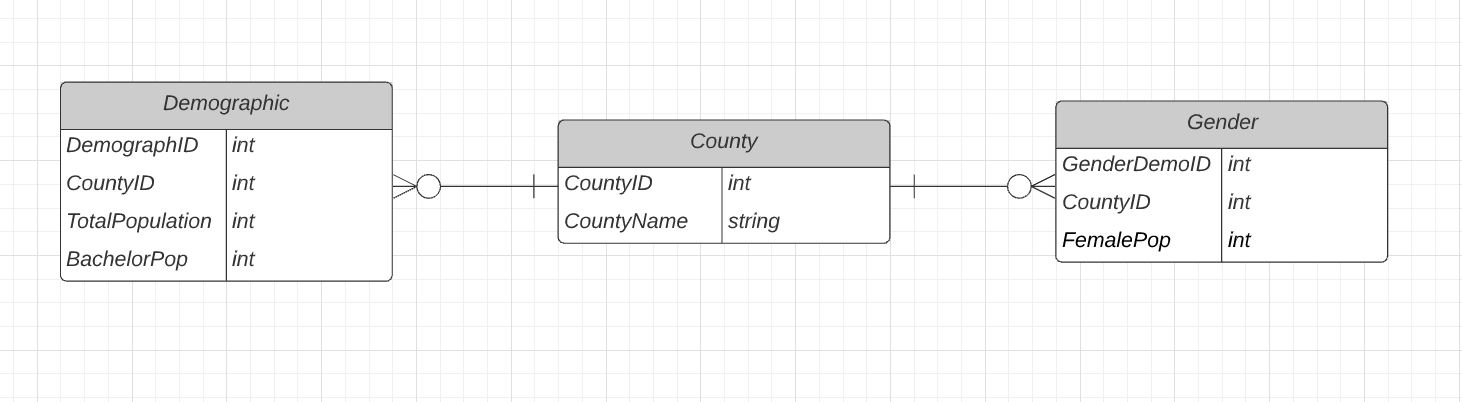 Demographic
DemographID int
CountyID int
TotalPopulation int
BachelorPop int
County
CountyID int
CountyName string
Gender
GenderDemoID int
CountyID int
FemalePop int